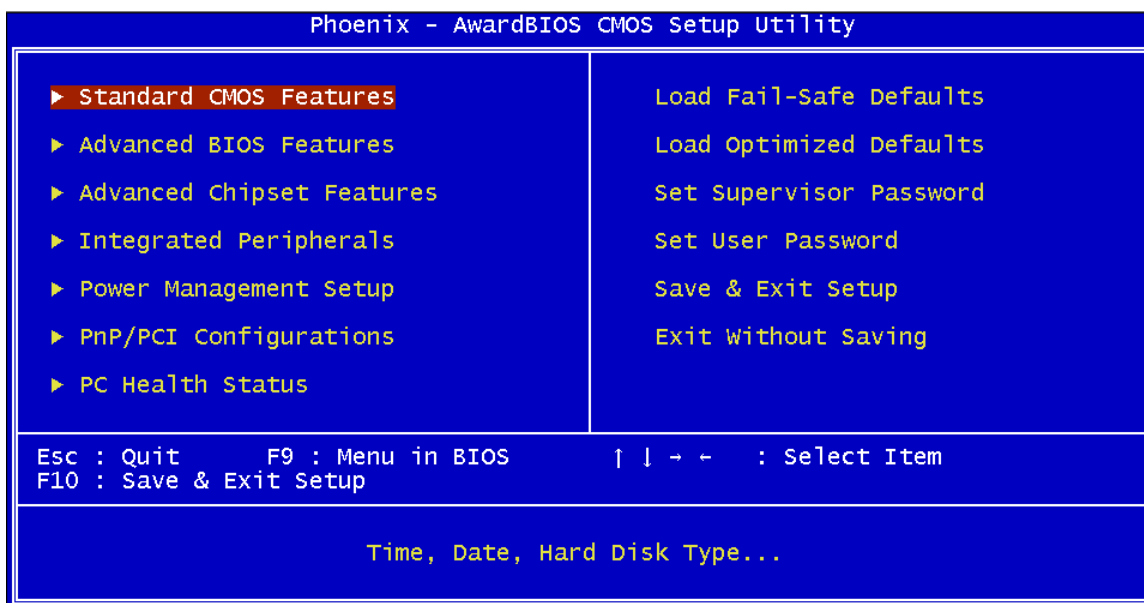 Phoenix - AwardBIOS CMOS Setup Utility
▶ Standard CMOS Features
▶ Advanced BIOS Features
▶ Advanced Chipset Features
▶ Integrated Peripherals
▶ Power Management Setup
▶ PnP/PCI Configurations
▶ PC Health Status
Load Fail-Safe Defaults
Load Optimized Defaults
Set Supervisor Password
Set User Password
Save & Exit Setup
Exit Without Saving
Esc : Quit F9 : Menu in BIOS ↑ ↓ → ← : Select Item
F10 : Save & Exit Setup
Time, Date, Hard Disk Type...